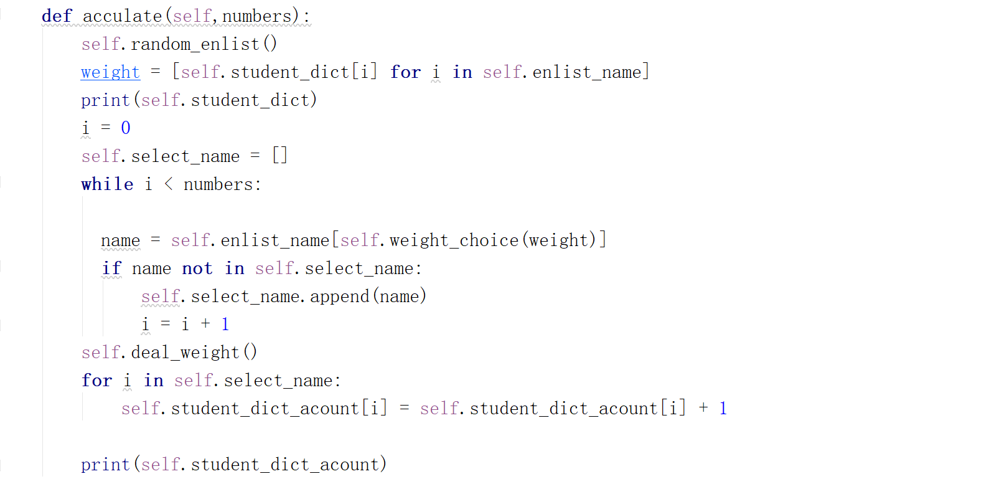 def acculate(self,numbers):
self.random_enlist()
weight = [self.student_dict[i] for i in self.enlist_name]
print(self.student_dict)
i = 0
self.select_name = []
while i < numbers:
name = self.enlist_name[self.weight_choice(weight)]
if name not in self.select_name:
self.select_name.append(name)
i = i + 1
self.deal_weight()
for i in self.select_name:
self.student_dict_acount[i] = self.student_dict_acount[i] + 1
print(self.student_dict_acount)